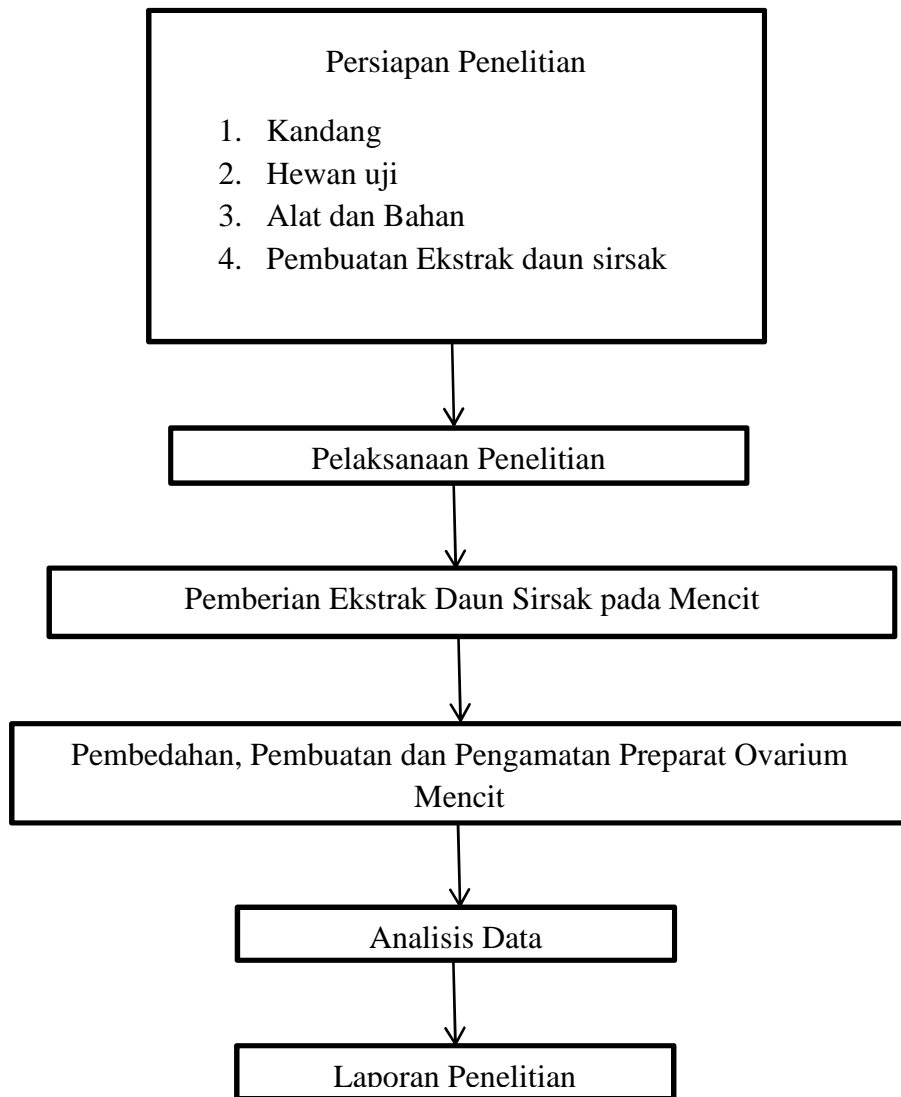 Persiapan Penelitian
1. Kandang
2. Hewan uji
3. Alat dan Bahan
4. Pembuatan Ekstrak daun sirsak
Pelaksanaan Penelitian
Pemberian Ekstrak Daun Sirsak pada Mencit
Pembedahan, Pembuatan dan Pengamatan Preparat Ovarium
Mencit
Analisis Data
Laporan Penelitian